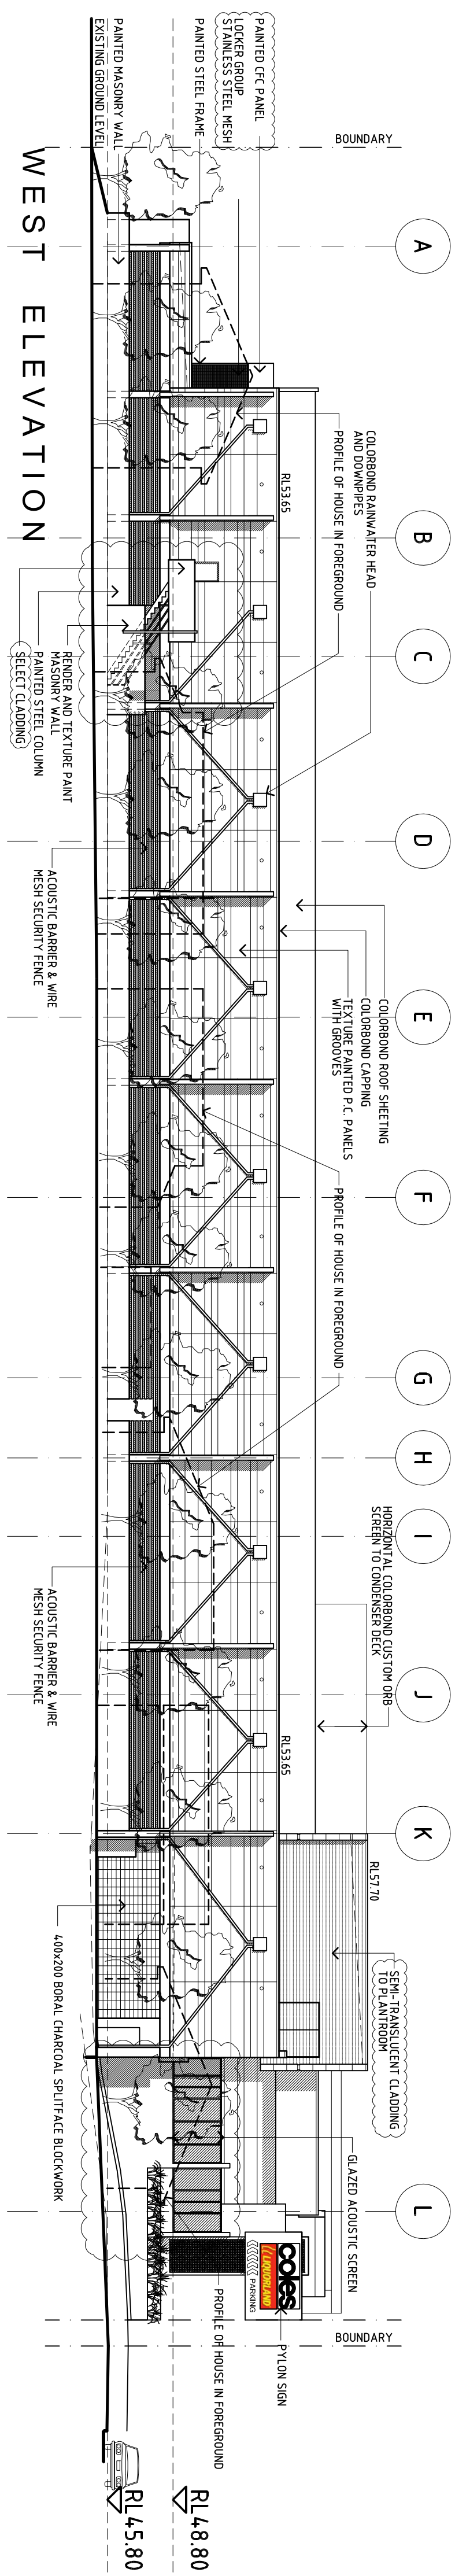 PAINTED CFC PANEL
LOCKER GROUP
STAINLESS STEEL MESH
PAINTED STEEL FRAME
PAINTED MASONRY WALL
EXISTING GROUND LEVEL
BOUNDARY
A
B
C
D
E
F
G
H
I
J
K
L
BOUNDARY
COLORBOND RAINWATER HEAD
AND DOWNPIPES
PROFILE OF HOUSE IN FOREGROUND
RL53.65
COLORBOND ROOF SHEETING
COLORBOND CAPPING
TEXTURE PAINTED P.C. PANELS
WITH GROOVES
PROFILE OF HOUSE IN FOREGROUND
HORIZONTAL COLORBOND CUSTOM ORB
SCREEN TO CONDENSER DECK
RL53.65
RL57.70
SEMI-TRANSLUCENT CLADDING
TO PLANTROOM
GLAZED ACOUSTIC SCREEN
coles
LIQUORLAND
PARKING
PYLON SIGN
PROFILE OF HOUSE IN FOREGROUND
RL48.80
RL45.80
RENDER AND TEXTURE PAINT
MASONRY WALL
PAINTED STEEL COLUMN
SELECT CLADDING
ACOUSTIC BARRIER & WIRE
MESH SECURITY FENCE
ACOUSTIC BARRIER & WIRE
MESH SECURITY FENCE
400x200 BORAL CHARCOAL SPLITFACE BLOCKWORK
WEST ELEVATION